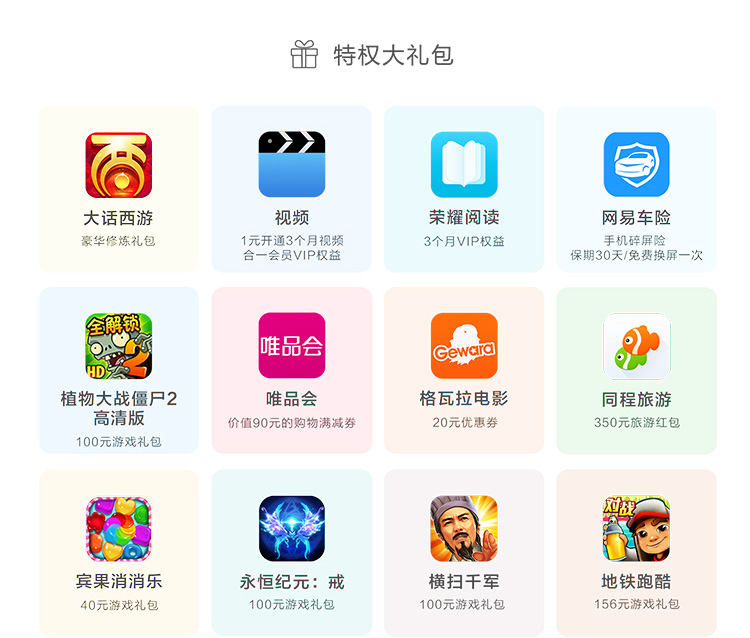 特权大礼包
大话西游
豪华修炼礼包
视频
1元开通3个月视频
合一会员VIP权益
荣耀阅读
3个月VIP权益
网易车险
手机碎屏险
保期30天/免费换屏一次
全解锁
HD 2
植物大战僵尸2
高清版
100元游戏礼包
唯品会
唯品会
价值90元的购物满减券
Gewara
格瓦拉电影
20元优惠券
同程旅游
350元旅游红包
宾果消消乐
40元游戏礼包
永恒纪元：戒
100元游戏礼包
横扫千军
100元游戏礼包
对战
地铁跑酷
156元游戏礼包